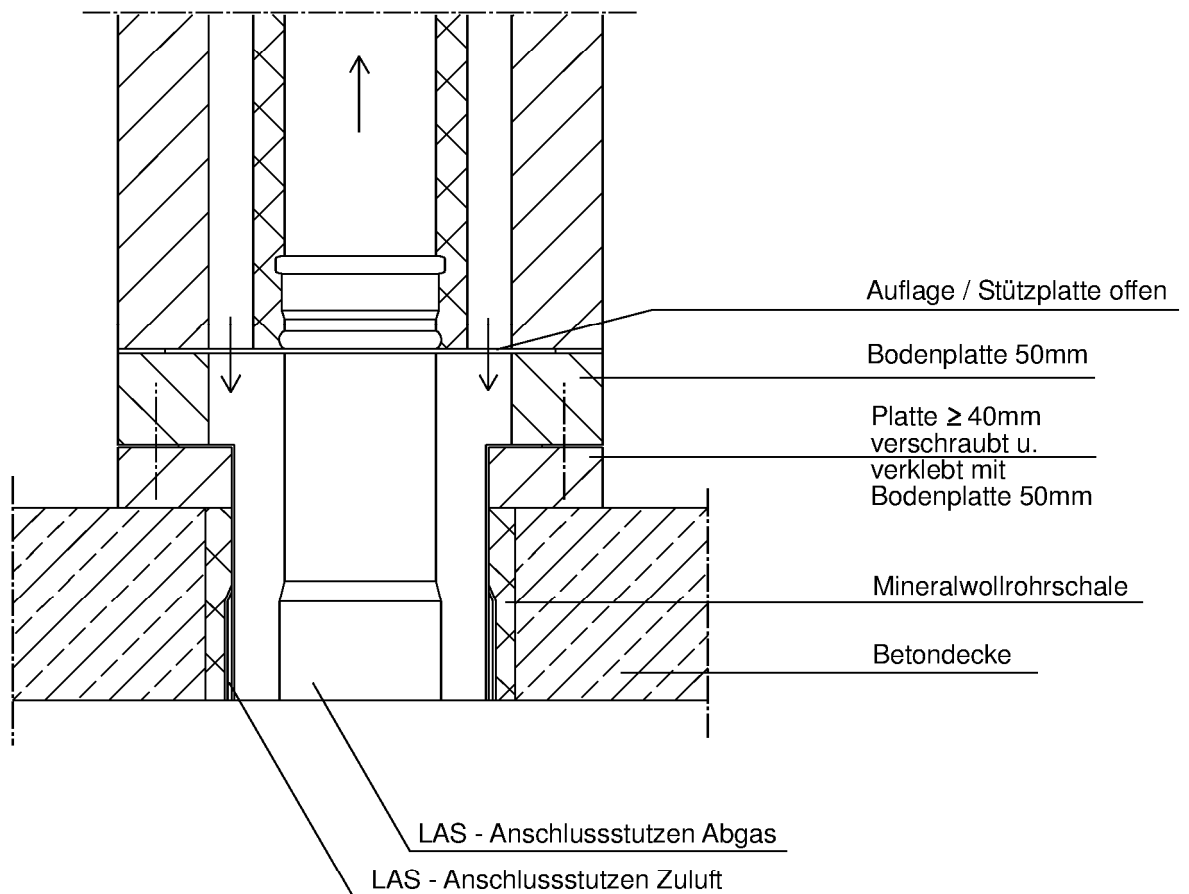 Auflage / Stützplatte offen
Bodenplatte 50mm
Platte ≥ 40mm
verschraubt u.
verklebt mit
Bodenplatte 50mm
Mineralwollrohrschale
Betondecke
LAS - Anschlussstutzen Abgas
LAS - Anschlussstutzen Zuluft